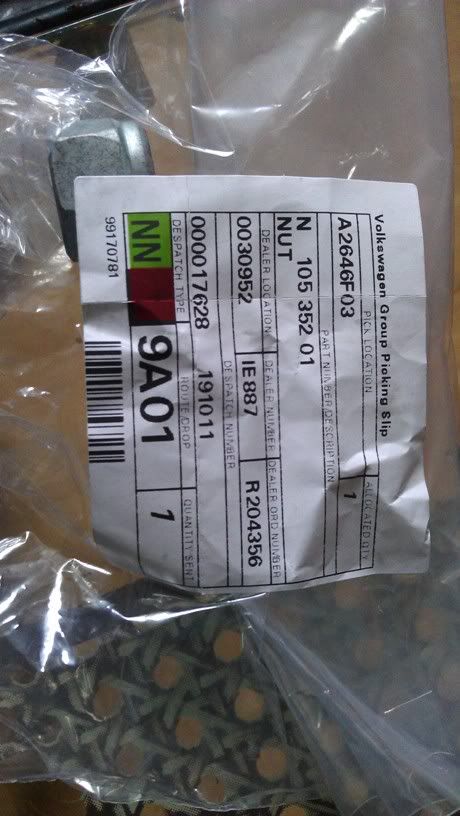 Volkswagen Group Picking Slip
PICK LOCATION ALLOCATED QTY
A2646F03 1
PART NUMBER/DESCRIPTION
N 105 352 01
NUT
DEALER LOCATION DEALER NUMBER DEALER ORD NUMBER
0030952 IE887 R204356
DESPATCH NUMBER
000017628 191011
DESPATCH TYPE ROUTE/DROP QUANTITY SENT
NN 9A01 1
99170781